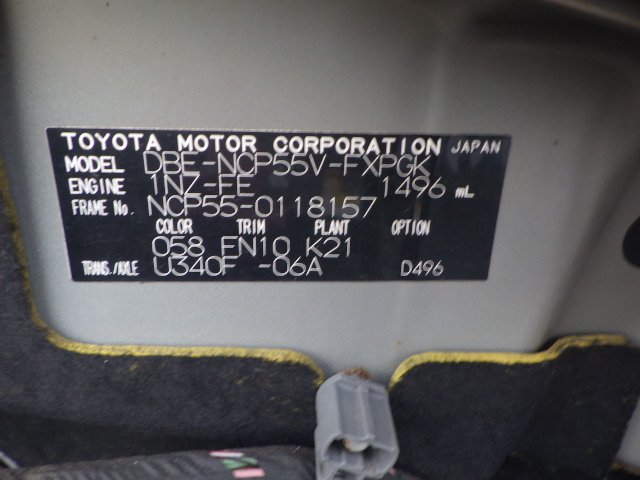 TOYOTA MOTOR CORPORATION JAPAN
MODEL DBE-NCP55V-EXPGK
ENGINE 1NZ-FE 1496 mL
FRAME No. NCP55-0118157
COLOR TRIM PLANT OPTION
058 FN10 K21
TRANS./AXLE U340F -06A D496